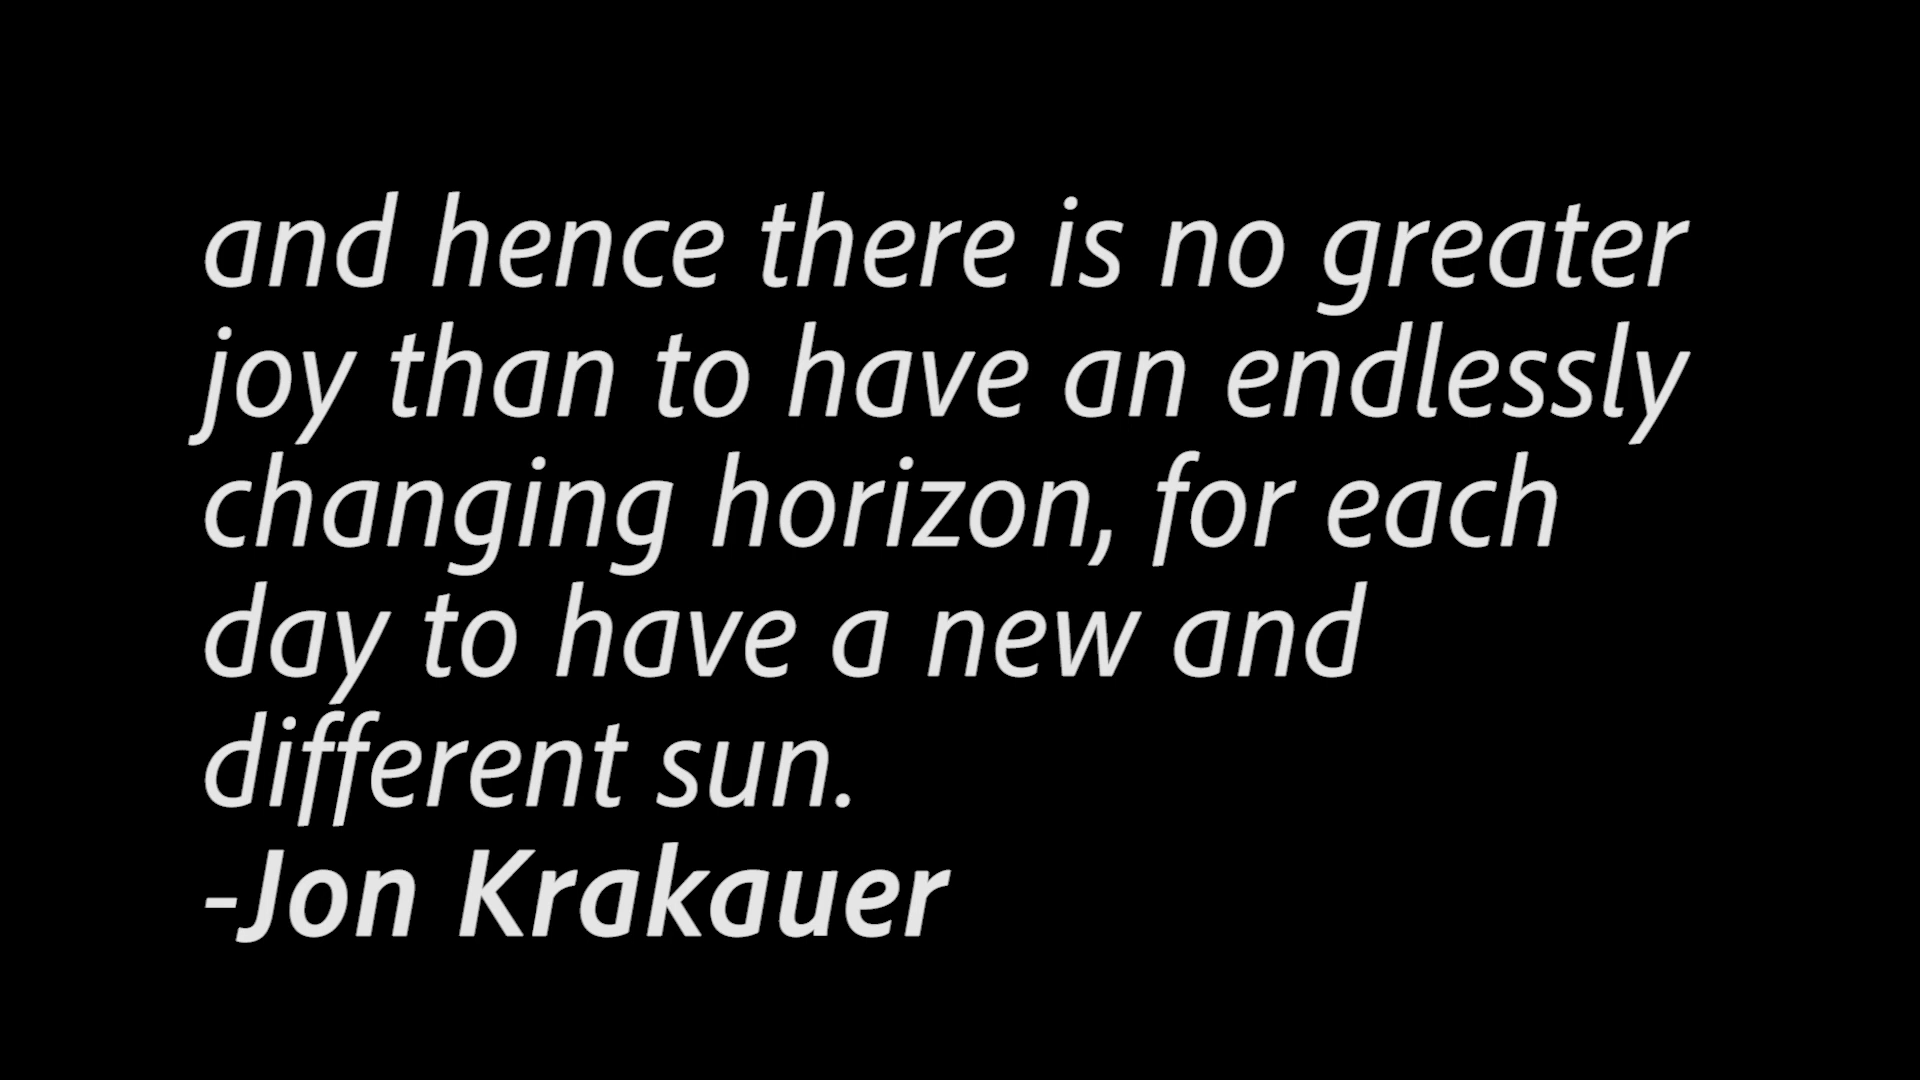 and hence there is no greater
joy than to have an endlessly
changing horizon, for each
day to have a new and
different sun.
-Jon Krakauer